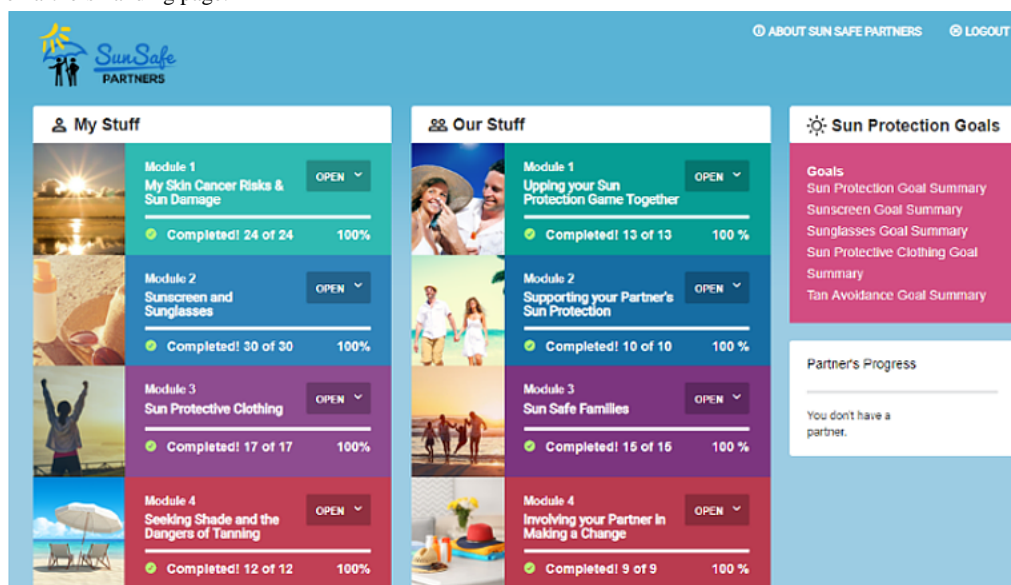 ABOUT SUN SAFE PARTNERS
LOGOUT
SunSafe
PARTNERS
My Stuff
Module 1
My Skin Cancer Risks &
Sun Damage
OPEN
Completed! 24 of 24 100%
Module 2
Sunscreen and
Sunglasses
OPEN
Completed! 30 of 30 100%
Module 3
Sun Protective Clothing
OPEN
Completed! 17 of 17 100%
Module 4
Seeking Shade and the
Dangers of Tanning
OPEN
Completed! 12 of 12 100%
Our Stuff
Module 1
Upping your Sun
Protection Game Together
OPEN
Completed! 13 of 13 100 %
Module 2
Supporting your Partner's
Sun Protection
OPEN
Completed! 10 of 10 100 %
Module 3
Sun Safe Families
OPEN
Completed! 15 of 15 100 %
Module 4
Involving your Partner in
Making a Change
OPEN
Completed! 9 of 9 100 %
Sun Protection Goals
Goals
Sun Protection Goal Summary
Sunscreen Goal Summary
Sunglasses Goal Summary
Sun Protective Clothing Goal
Summary
Tan Avoidance Goal Summary
Partner's Progress
You don't have a
partner.